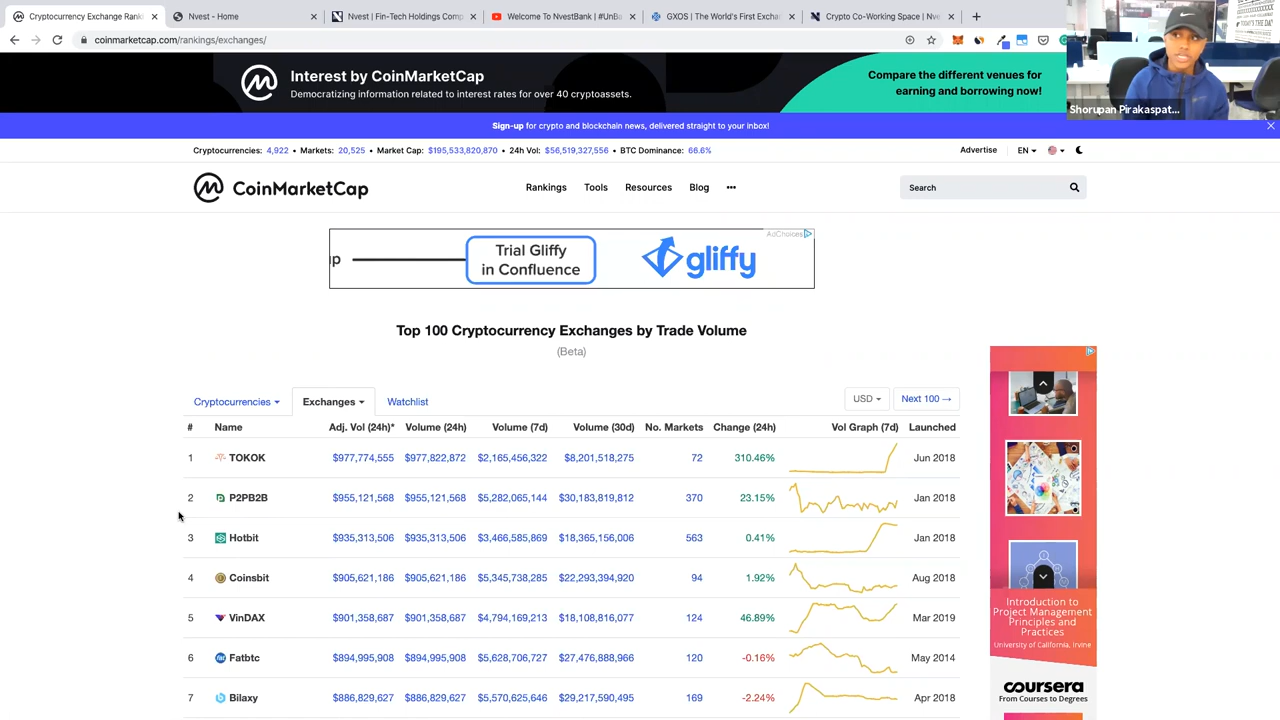 Cryptocurrency Exchange Rank
Nvest - Home
Nvest | Fin-Tech Holdings Comp
Welcome To NvestBank | #UnBa
GXOS | The World's First Excha
Crypto Co-Working Space | Nve
coinmarketcap.com/rankings/exchanges/
Interest by CoinMarketCap
Democratizing information related to interest rates for over 40 cryptoassets.
Compare the different venues for
earning and borrowing now!
Shorupan Pirakaspat...
Sign-up for crypto and blockchain news, delivered straight to your inbox!
Cryptocurrencies: 4,922 • Markets: 20,525 • Market Cap: $195,533,820,870 • 24h Vol: $56,519,327,556 • BTC Dominance: 66.6%
Advertise EN
CoinMarketCap
Rankings Tools Resources Blog
Search
AdChoices
up
Trial Gliffy
in Confluence
gliffy
Top 100 Cryptocurrency Exchanges by Trade Volume
(Beta)
Cryptocurrencies Exchanges Watchlist
USD Next 100 →
# Name Adj. Vol (24h)* Volume (24h) Volume (7d) Volume (30d) No. Markets Change (24h) Vol Graph (7d) Launched
1 TOKOK $977,774,555 $977,822,872 $2,165,456,322 $8,201,518,275 72 310.46% Jun 2018
2 P2PB2B $955,121,568 $955,121,568 $5,282,065,144 $30,183,819,812 370 23.15% Jan 2018
3 Hotbit $935,313,506 $935,313,506 $3,466,585,869 $18,365,156,006 563 0.41% Jan 2018
4 Coinsbit $905,621,186 $905,621,186 $5,345,738,285 $22,293,394,920 94 1.92% Aug 2018
5 VinDAX $901,358,687 $901,358,687 $4,794,169,213 $18,108,816,077 124 46.89% Mar 2019
6 Fatbtc $894,995,908 $894,995,908 $5,628,706,727 $27,476,888,966 120 -0.16% May 2014
7 Bilaxy $886,829,627 $886,829,627 $5,570,625,646 $29,217,590,495 169 -2.24% Apr 2018
Introduction to
Project Management
Principles and
Practices
University of California, Irvine
coursera
From Courses to Degrees